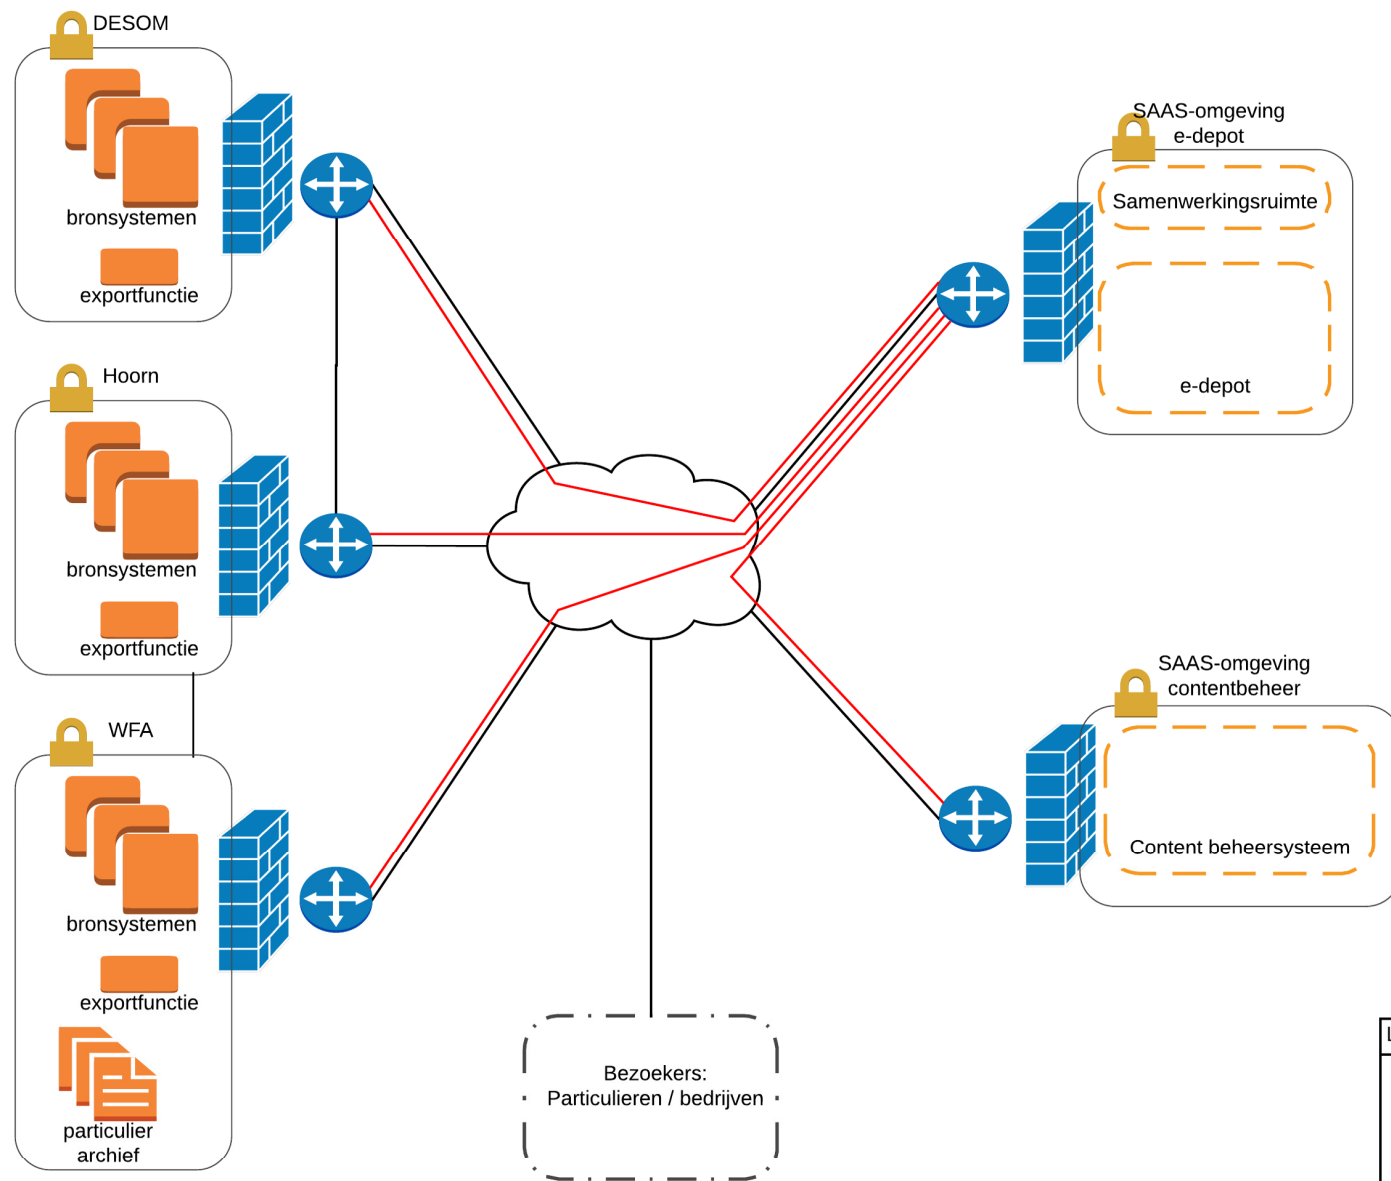 DESOM
bronsystemen
exportfunctie
Hoorn
bronsystemen
exportfunctie
WFA
bronsystemen
exportfunctie
particulier
archief
SAAS-omgeving
e-depot
Samenwerkingsruimte
e-depot
SAAS-omgeving
contentbeheer
Content beheersysteem
Bezoekers:
Particulieren / bedrijven